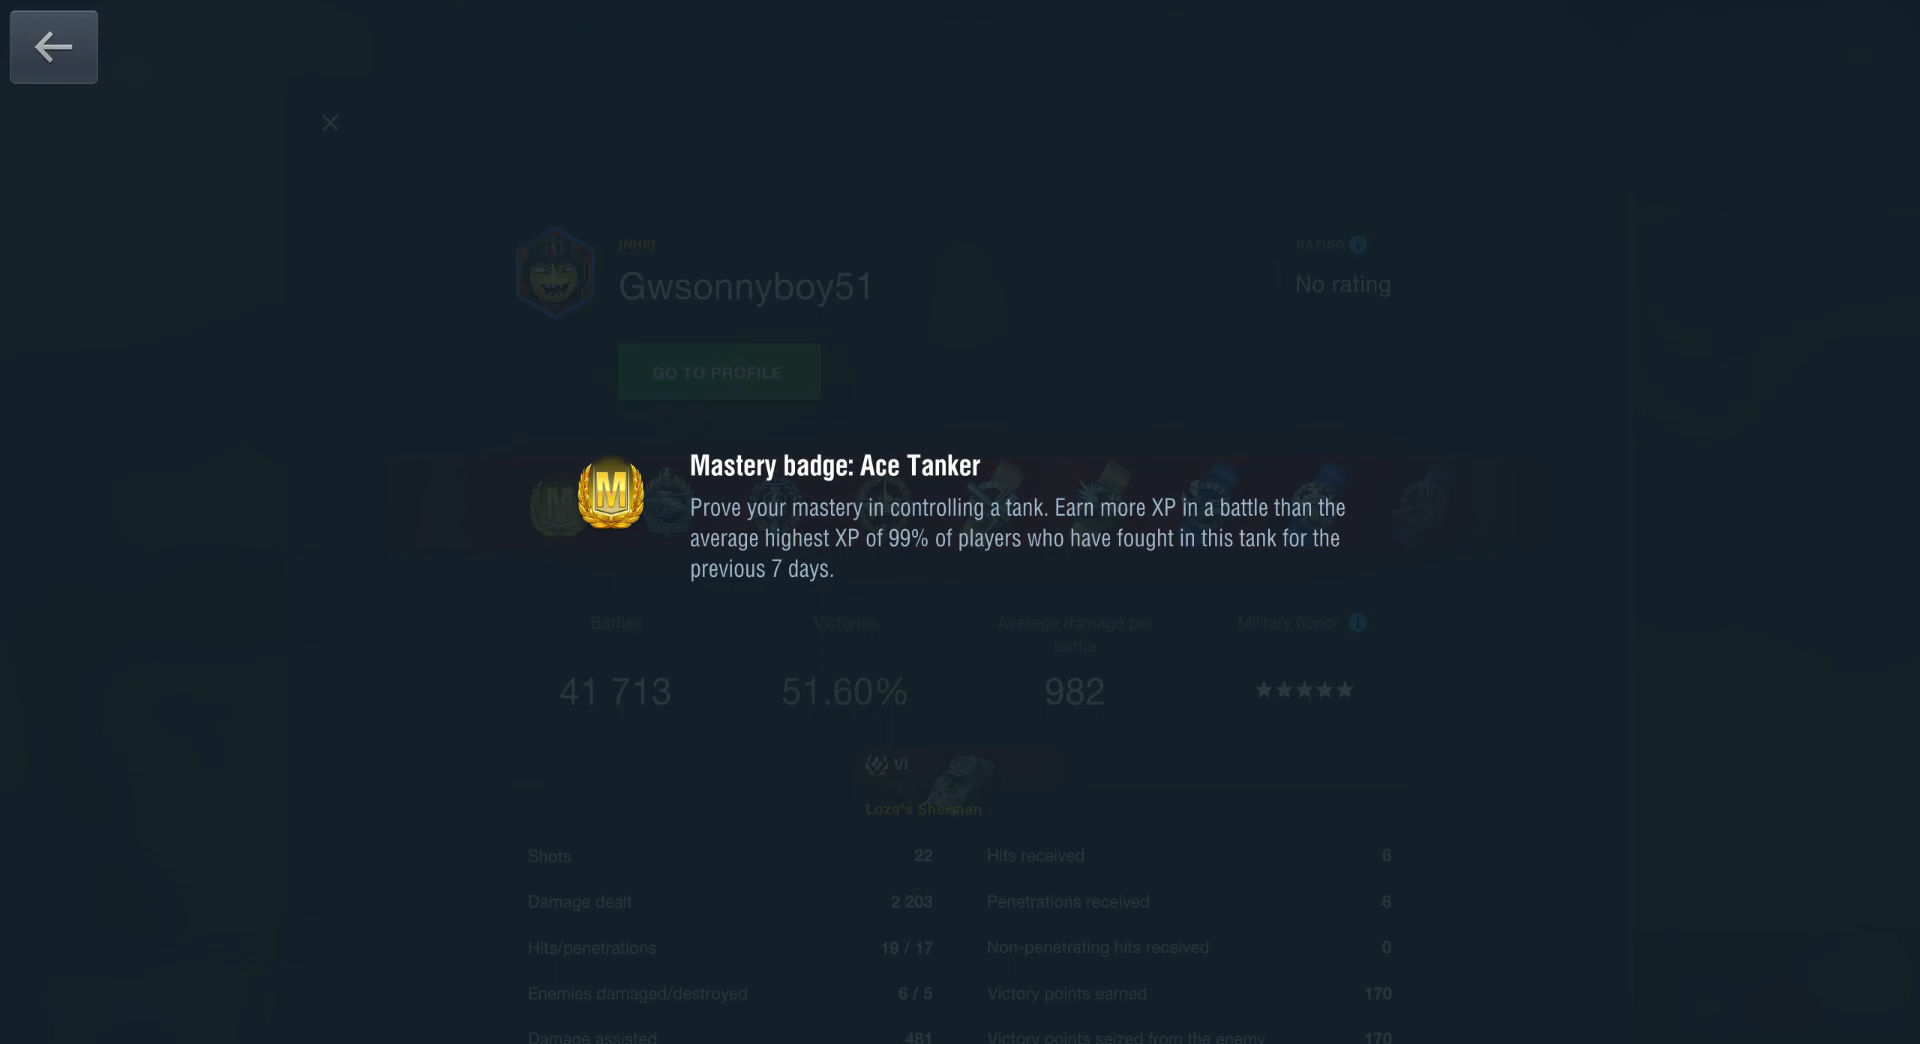 [NHP]
Gwsonnyboy51
RATING
No rating
GO TO PROFILE
M
M
Mastery badge: Ace Tanker
Prove your mastery in controlling a tank. Earn more XP in a battle than the
average highest XP of 99% of players who have fought in this tank for the
previous 7 days.
Battles
Victories
Average damage per
battle
Military honor
41 713
51.60%
982
VI
Loza's Sherman
Shots 22
Hits received 6
Damage dealt 2 203
Penetrations received 6
Hits/penetrations 19 / 17
Non-penetrating hits received 0
Enemies damaged/destroyed 6 / 5
Victory points earned 170
Damage assisted 481
Victory points seized from the enemy 170